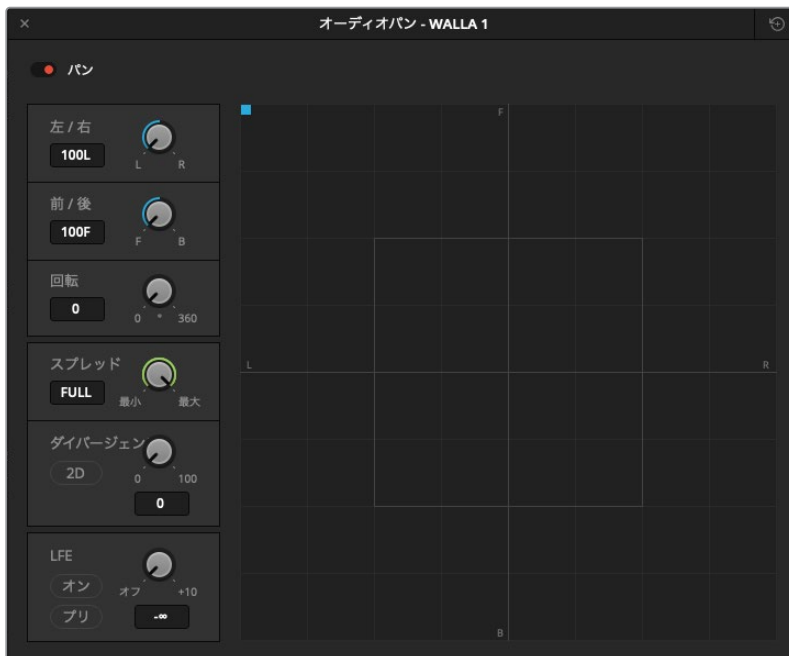 × オーディオパン - WALLA 1
パン
左 / 右
100L
L R
前 / 後
100F
F B
回転
0
0 ° 360
スプレッド
FULL
最小 最大
ダイバージェン
2D
0 100
0
LFE
オン
オフ +10
プリ
-∞
F
L R
B